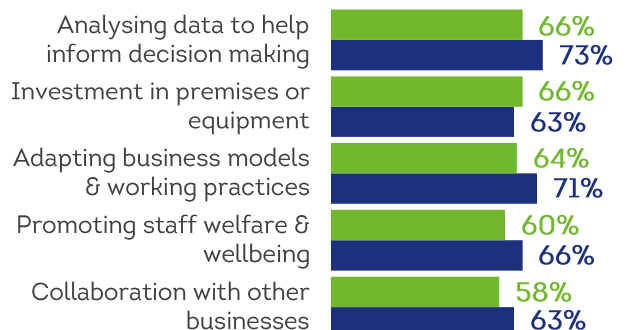 Analysing data to help
inform decision making
66%
73%
Investment in premises or
equipment
66%
63%
Adapting business models
& working practices
64%
71%
Promoting staff welfare &
wellbeing
60%
66%
Collaboration with other
businesses
58%
63%